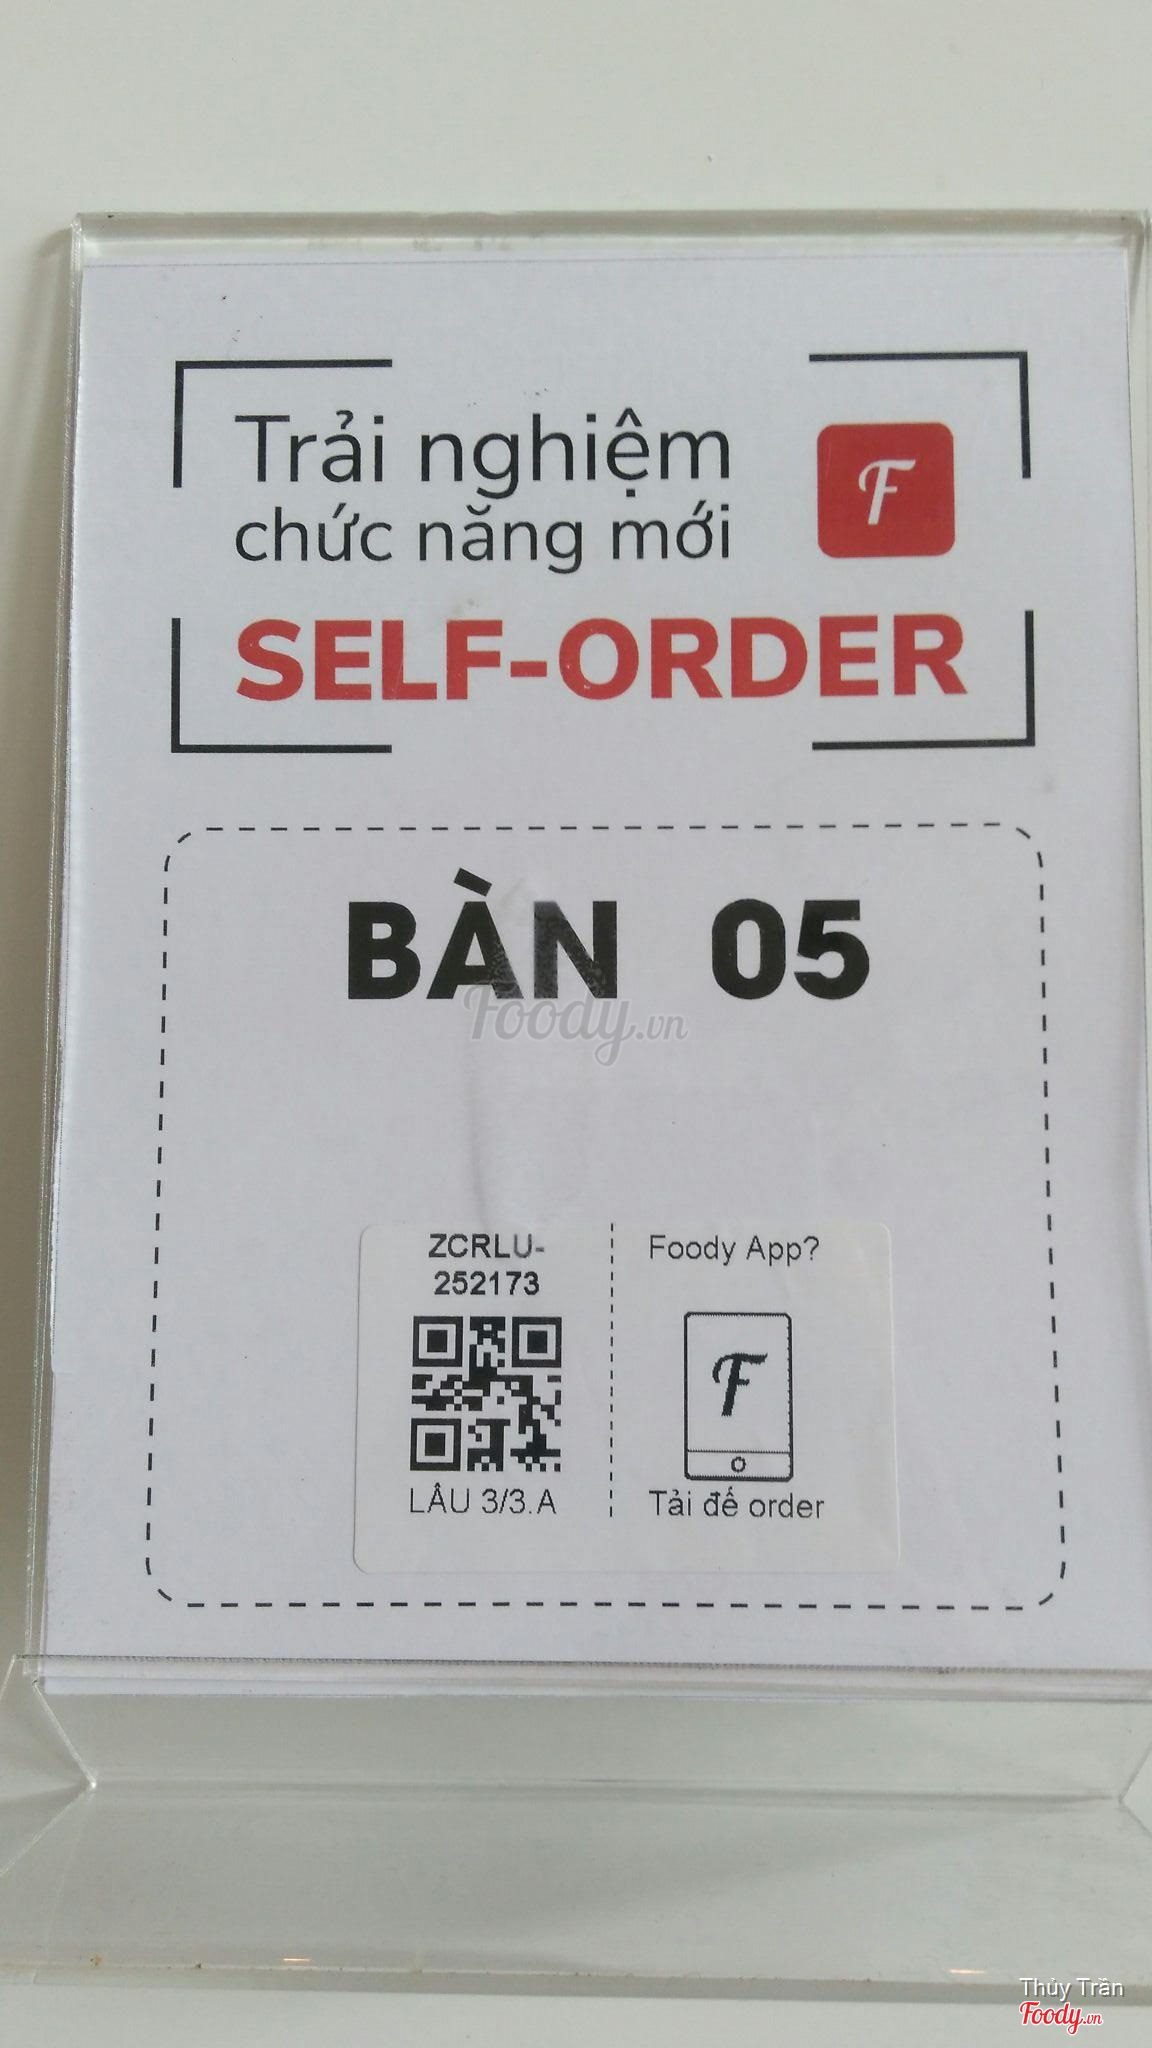 Trải nghiệm
chức năng mới
F
SELF-ORDER
BÀN 05
Foody.vn
ZCRLU-
252173
LẦU 3/3.A
Foody App?
F
Tải để order
Thủy Trần
Foody.vn